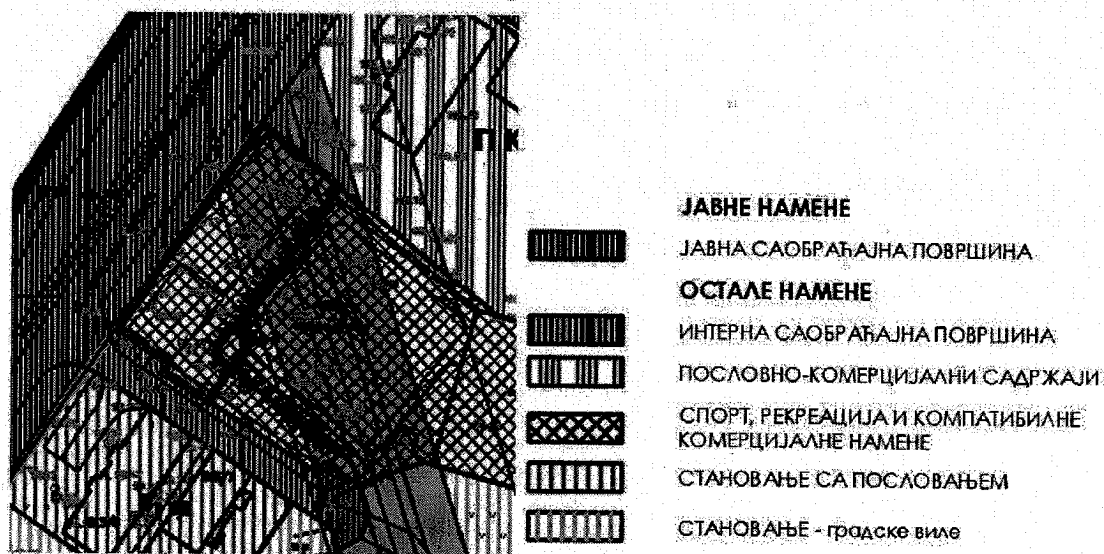 ПК
ЈАВНЕ НАМЕНЕ
ЈАВНА САОБРАЋАЈНА ПОВРШИНА
ОСТАЛЕ НАМЕНЕ
ИНТЕРНА САОБРАЋАЈНА ПОВРШИНА
ПОСЛОВНО-КОМЕРЦИЈАЛНИ САДРЖАЈИ
СПОРТ, РЕКРЕАЦИЈА И КОМПАТИБИЛНЕ
КОМЕРЦИЈАЛНЕ НАМЕНЕ
СТАНОВАЊЕ СА ПОСЛОВАЊЕМ
СТАНОВАЊЕ - градске виле